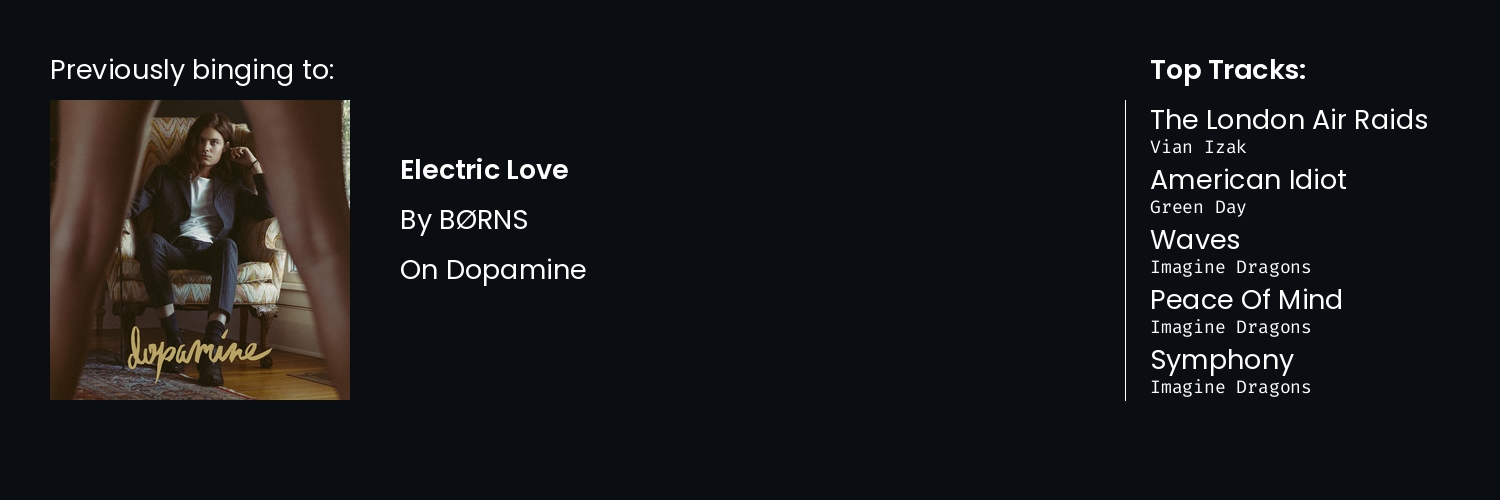 Previously binging to:
dopamine
Electric Love
By BØRNS
On Dopamine
Top Tracks:
The London Air Raids
Vian Izak
American Idiot
Green Day
Waves
Imagine Dragons
Peace Of Mind
Imagine Dragons
Symphony
Imagine Dragons